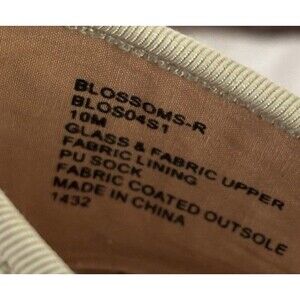 BLOSSOMS-R
BLOS04S1
10M
GLASS & FABRIC UPPER
FABRIC LINING
PU SOCK
FABRIC COATED OUTSOLE
MADE IN CHINA
1432